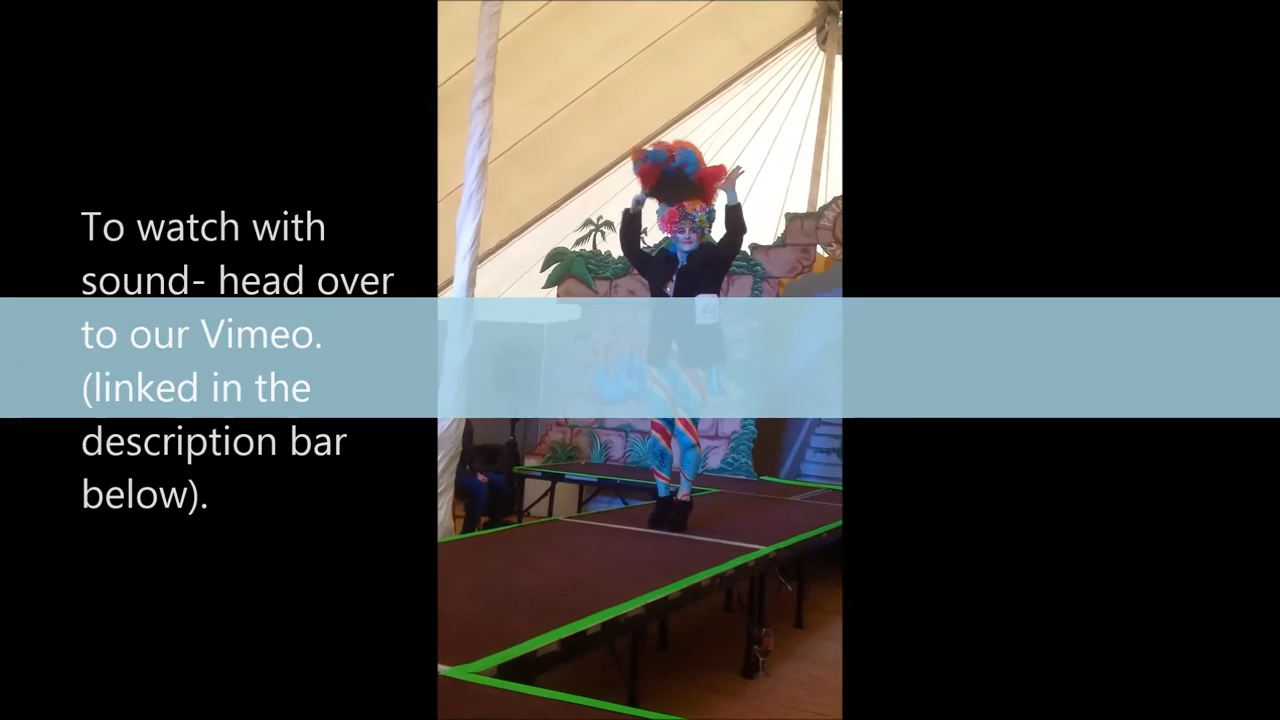 To watch with
sound- head over
to our Vimeo.
(linked in the
description bar
below).